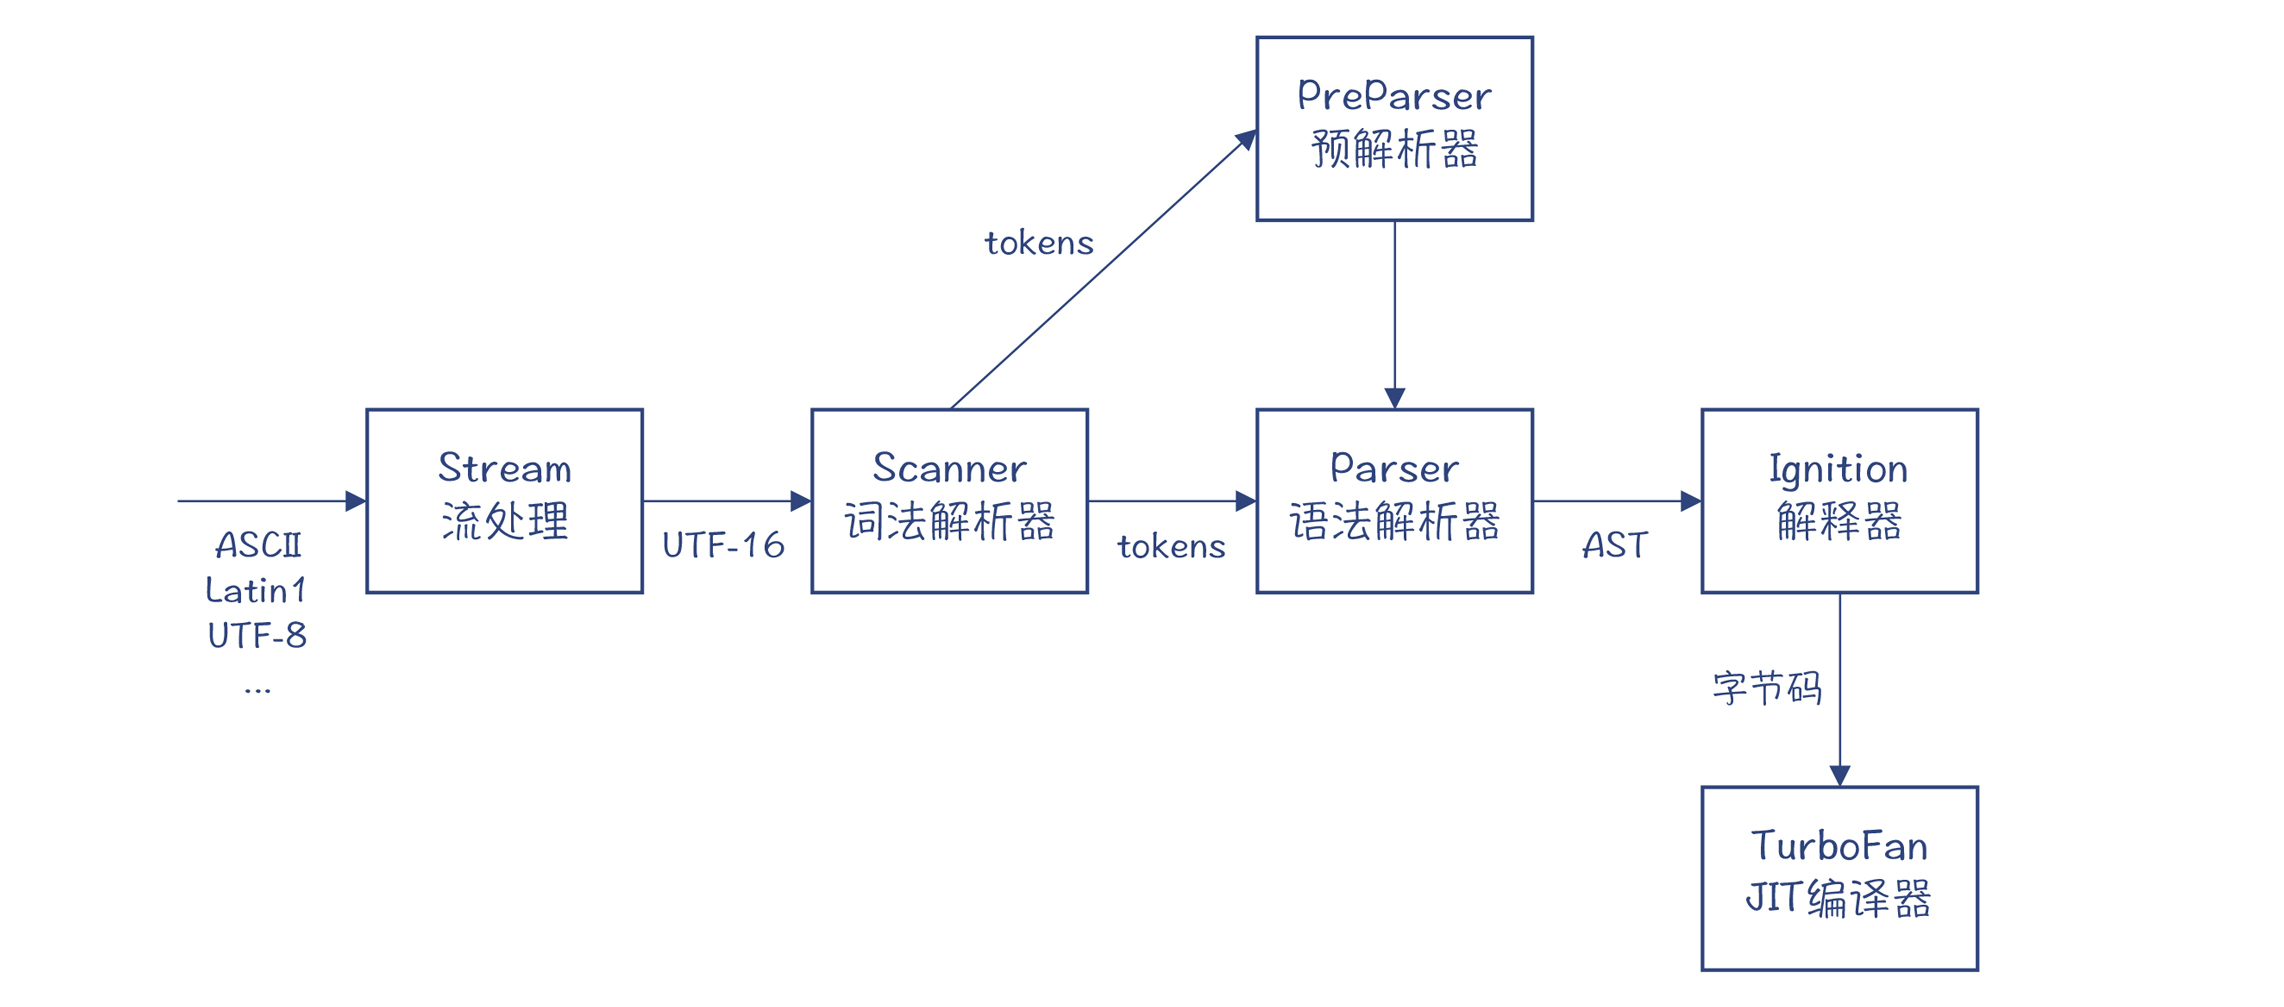 PreParser
预解析器
tokens
Stream
流处理
Scanner
词法解析器
Parser
语法解析器
Ignition
解释器
ASCII
Latin1
UTF-8
...
UTF-16
tokens
AST
字节码
TurboFan
JIT编译器